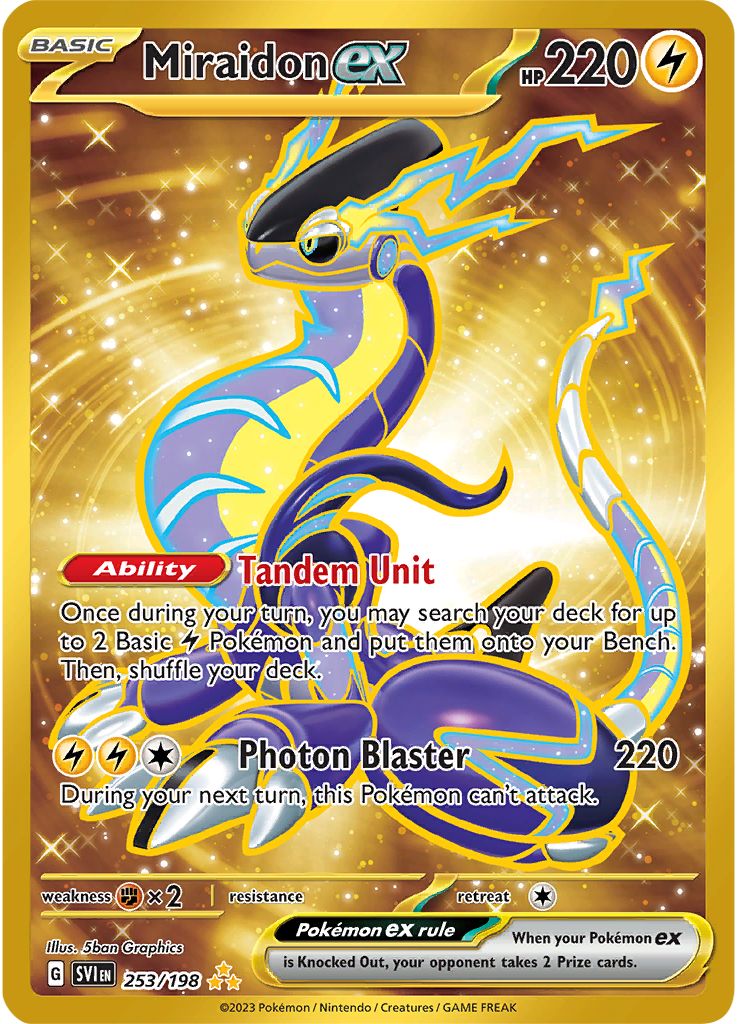 BASIC Miraidon ex HP 220
Ability Tandem Unit
Once during your turn, you may search your deck for up
to 2 Basic Pokémon and put them onto your Bench.
Then, shuffle your deck.
Photon Blaster 220
During your next turn, this Pokémon can't attack.
weakness ×2 resistance retreat
Pokémon ex rule When your Pokémon ex
is Knocked Out, your opponent takes 2 Prize cards.
Illus. 5ban Graphics
G SVI EN 253/198
©2023 Pokémon / Nintendo / Creatures / GAME FREAK